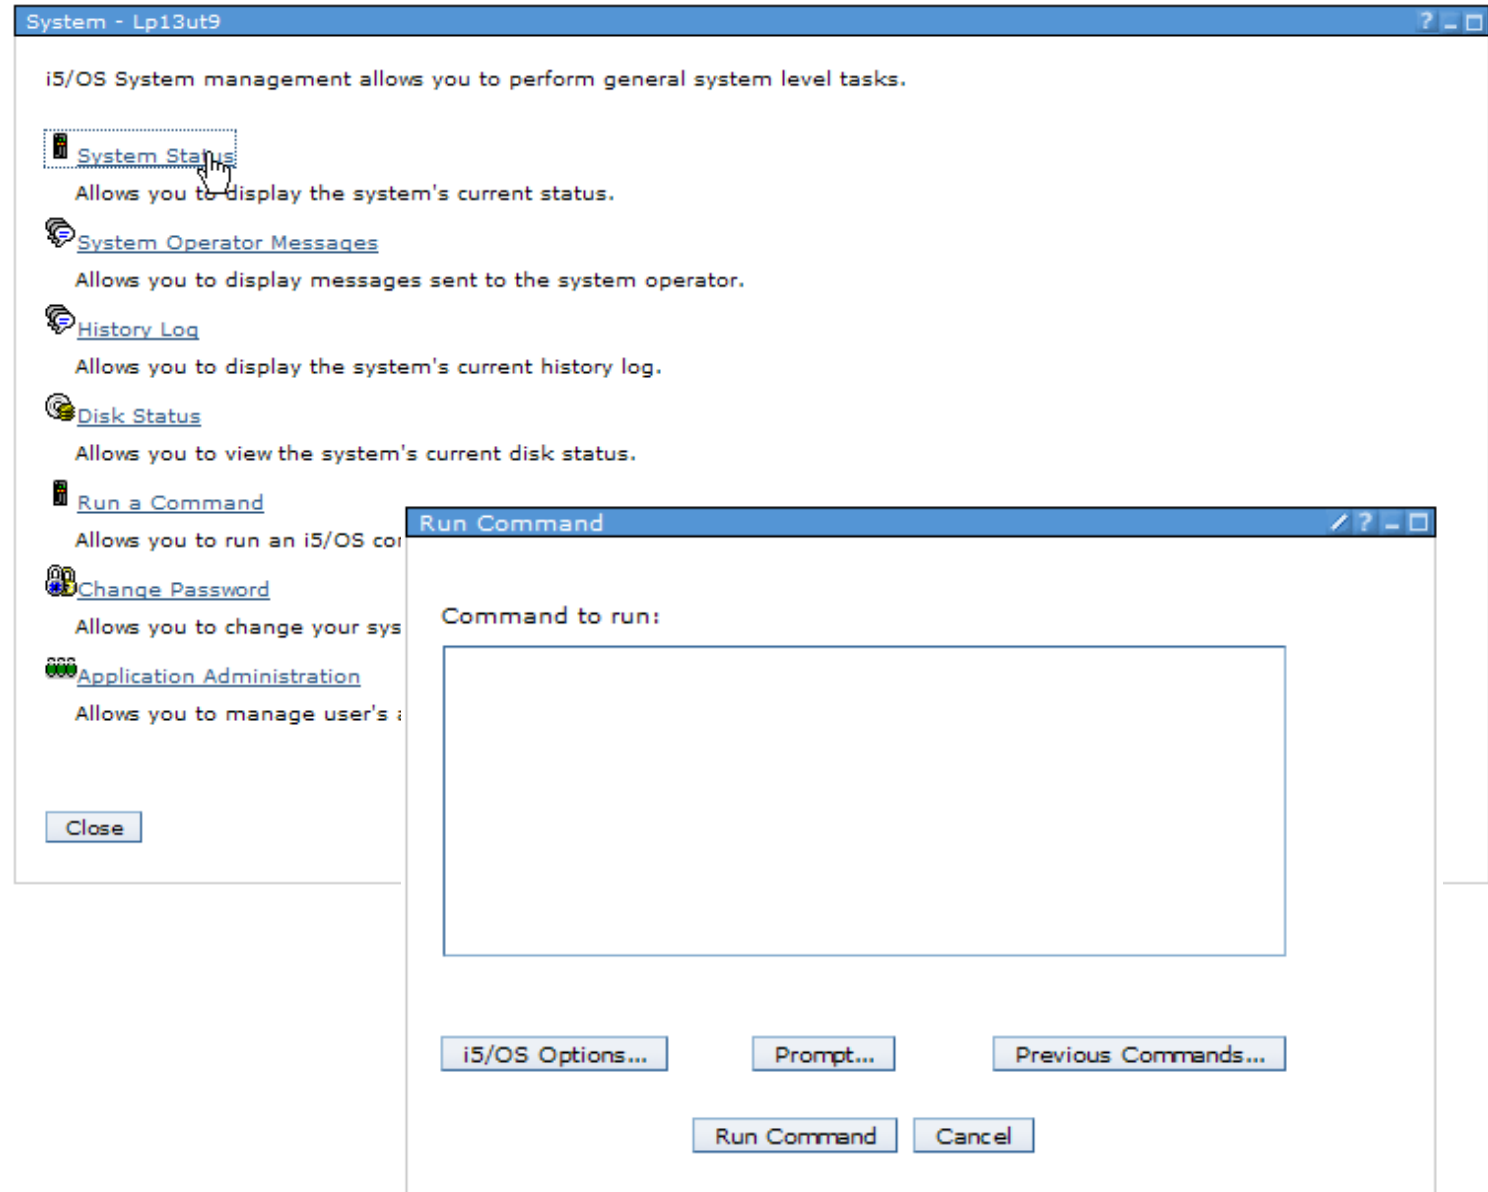 System - Lp13ut9
i5/OS System management allows you to perform general system level tasks.
System Status
Allows you to display the system's current status.
System Operator Messages
Allows you to display messages sent to the system operator.
History Log
Allows you to display the system's current history log.
Disk Status
Allows you to view the system's current disk status.
Run a Command
Allows you to run an i5/OS
Change Password
Allows you to change your
Application Administration
Allows you to manage user's
Close
Run Command
Command to run:
i5/OS Options...
Prompt...
Previous Commands...
Run Command
Cancel